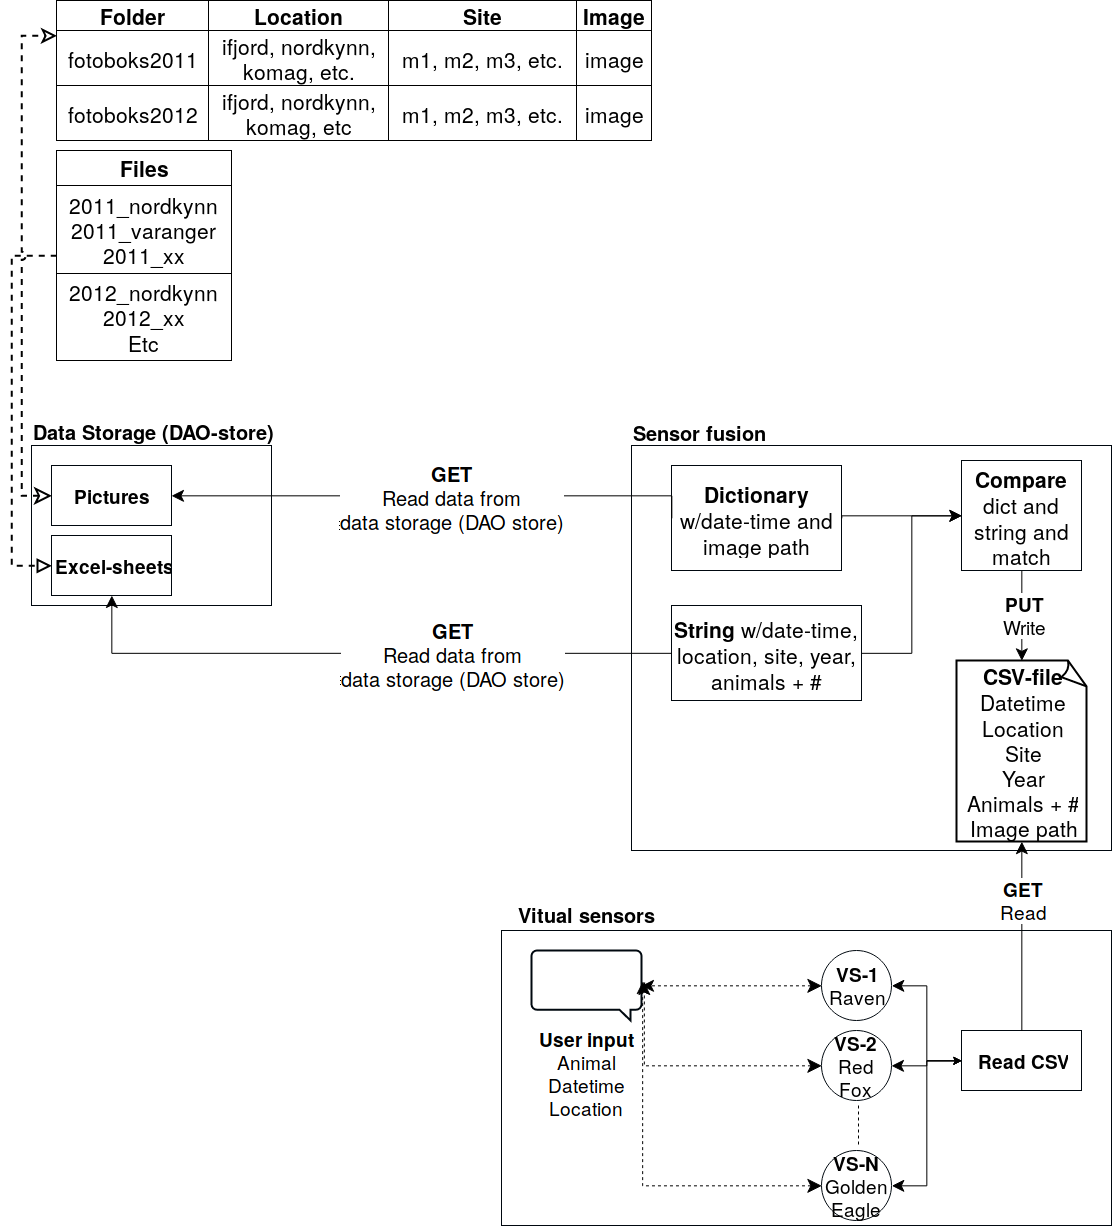 Folder Location Site Image
fotoboks2011 ifjord, nordkynn, komag, etc. m1, m2, m3, etc. image
fotoboks2012 ifjord, nordkynn, komag, etc m1, m2, m3, etc. image
Files
2011_nordkynn
2011_varanger
2011_xx
2012_nordkynn
2012_xx
Etc
Data Storage (DAO-store)
Pictures
Excel-sheets
GET
Read data from
data storage (DAO store)
GET
Read data from
data storage (DAO store)
Sensor fusion
Dictionary
w/date-time and
image path
String w/date-time,
location, site, year,
animals + #
Compare
dict and
string and
match
PUT
Write
CSV-file
Datetime
Location
Site
Year
Animals + #
Image path
GET
Read
Vitual sensors
User Input
Animal
Datetime
Location
VS-1
Raven
VS-2
Red
Fox
VS-N
Golden
Eagle
Read CSV